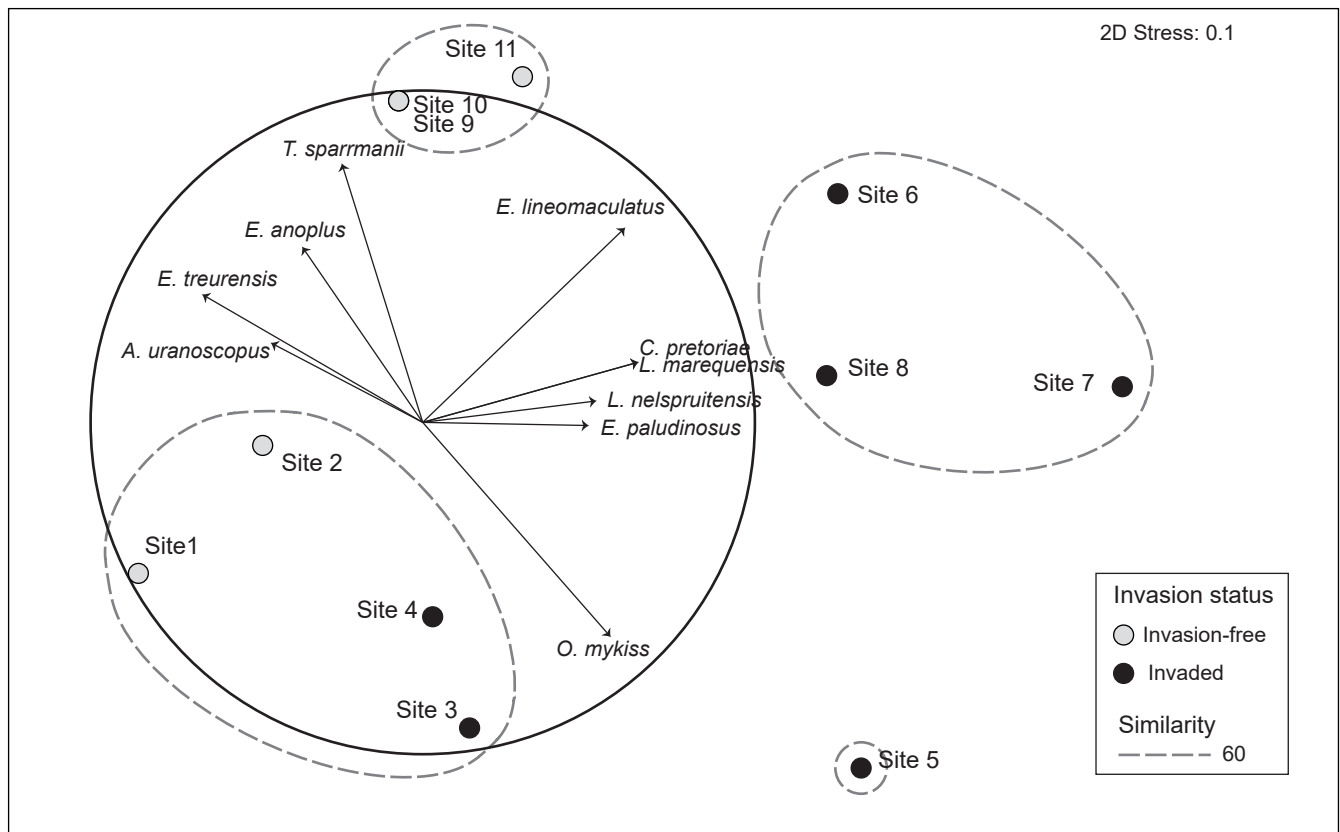 2D Stress: 0.1
Site 11
Site 10
Site 9
T. sparrmanii
E. lineomaculatus
Site 6
E. anoplus
E. treurensis
A. uranoscopus
C. pretoriae
L. marequensis
Site 8
Site 7
L. nelspruitensis
E. paludinosus
Site 2
Site1
Site 4
O. mykiss
Site 3
Site 5
Invasion status
Invasion-free
Invaded
Similarity
60